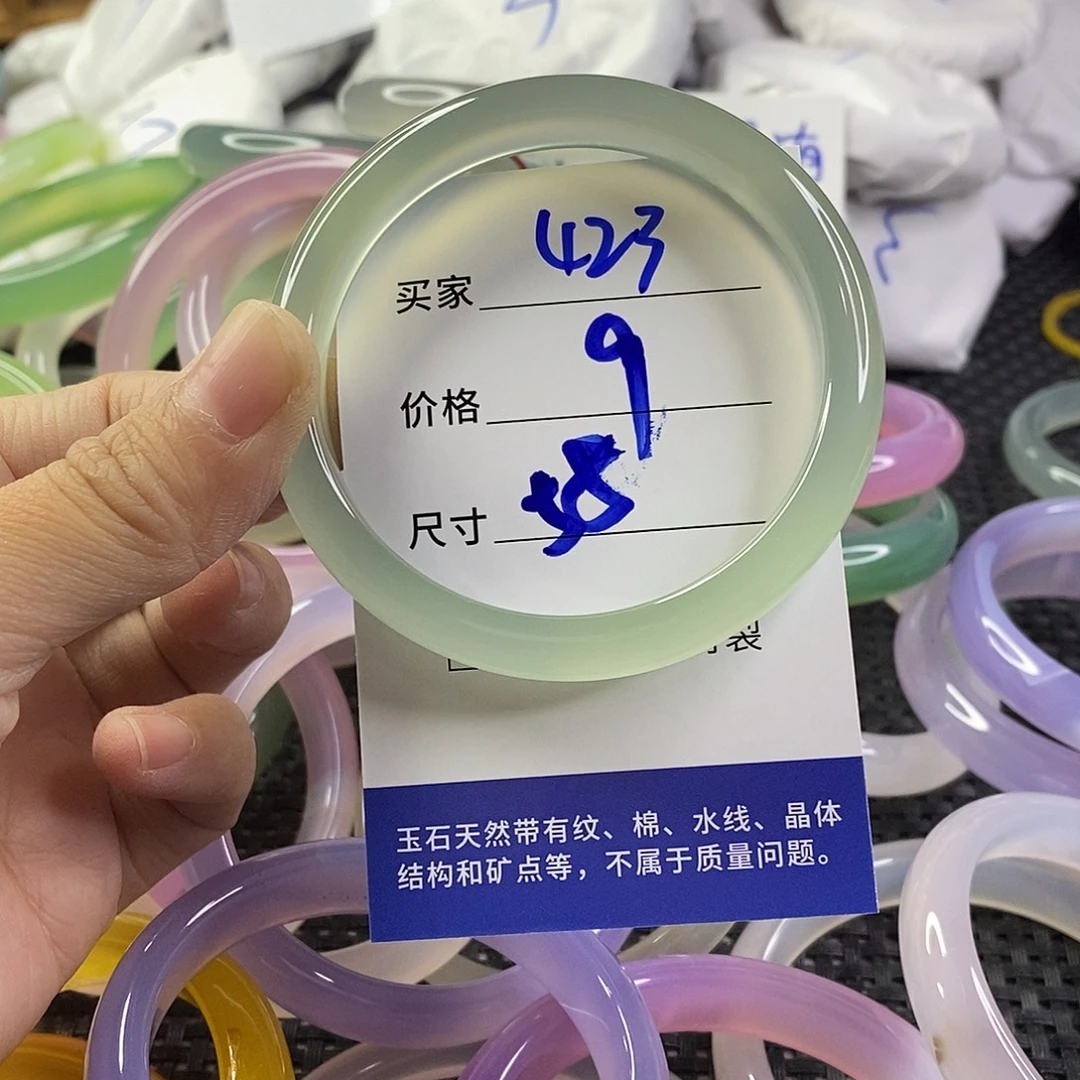 买家 423
价格 9
尺寸 58
裂
玉石天然带有纹、棉、水线、晶体
结构和矿点等，不属于质量问题。